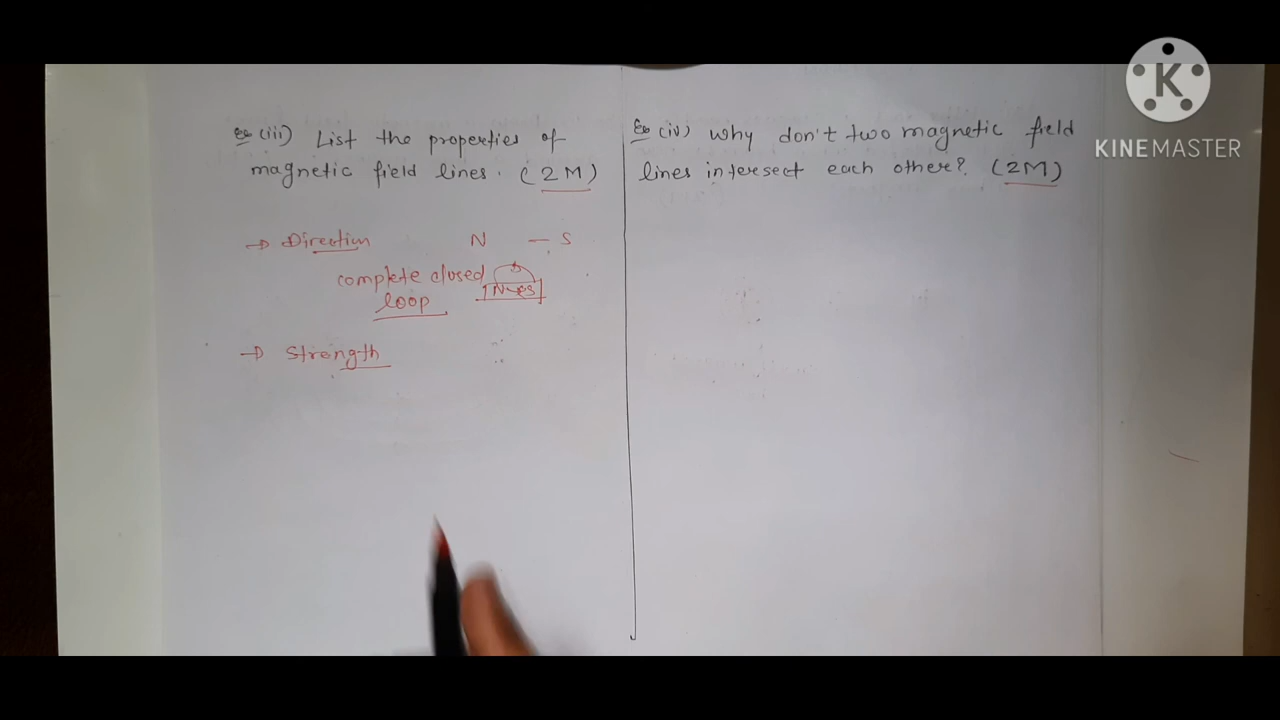 (iii) List the properties of
magnetic field lines. (2M)
→ Direction N — S
complete closed
loop
N S
→ Strength
(iv) Why don't two magnetic field
lines intersect each other? (2M)
K
KINEMASTER